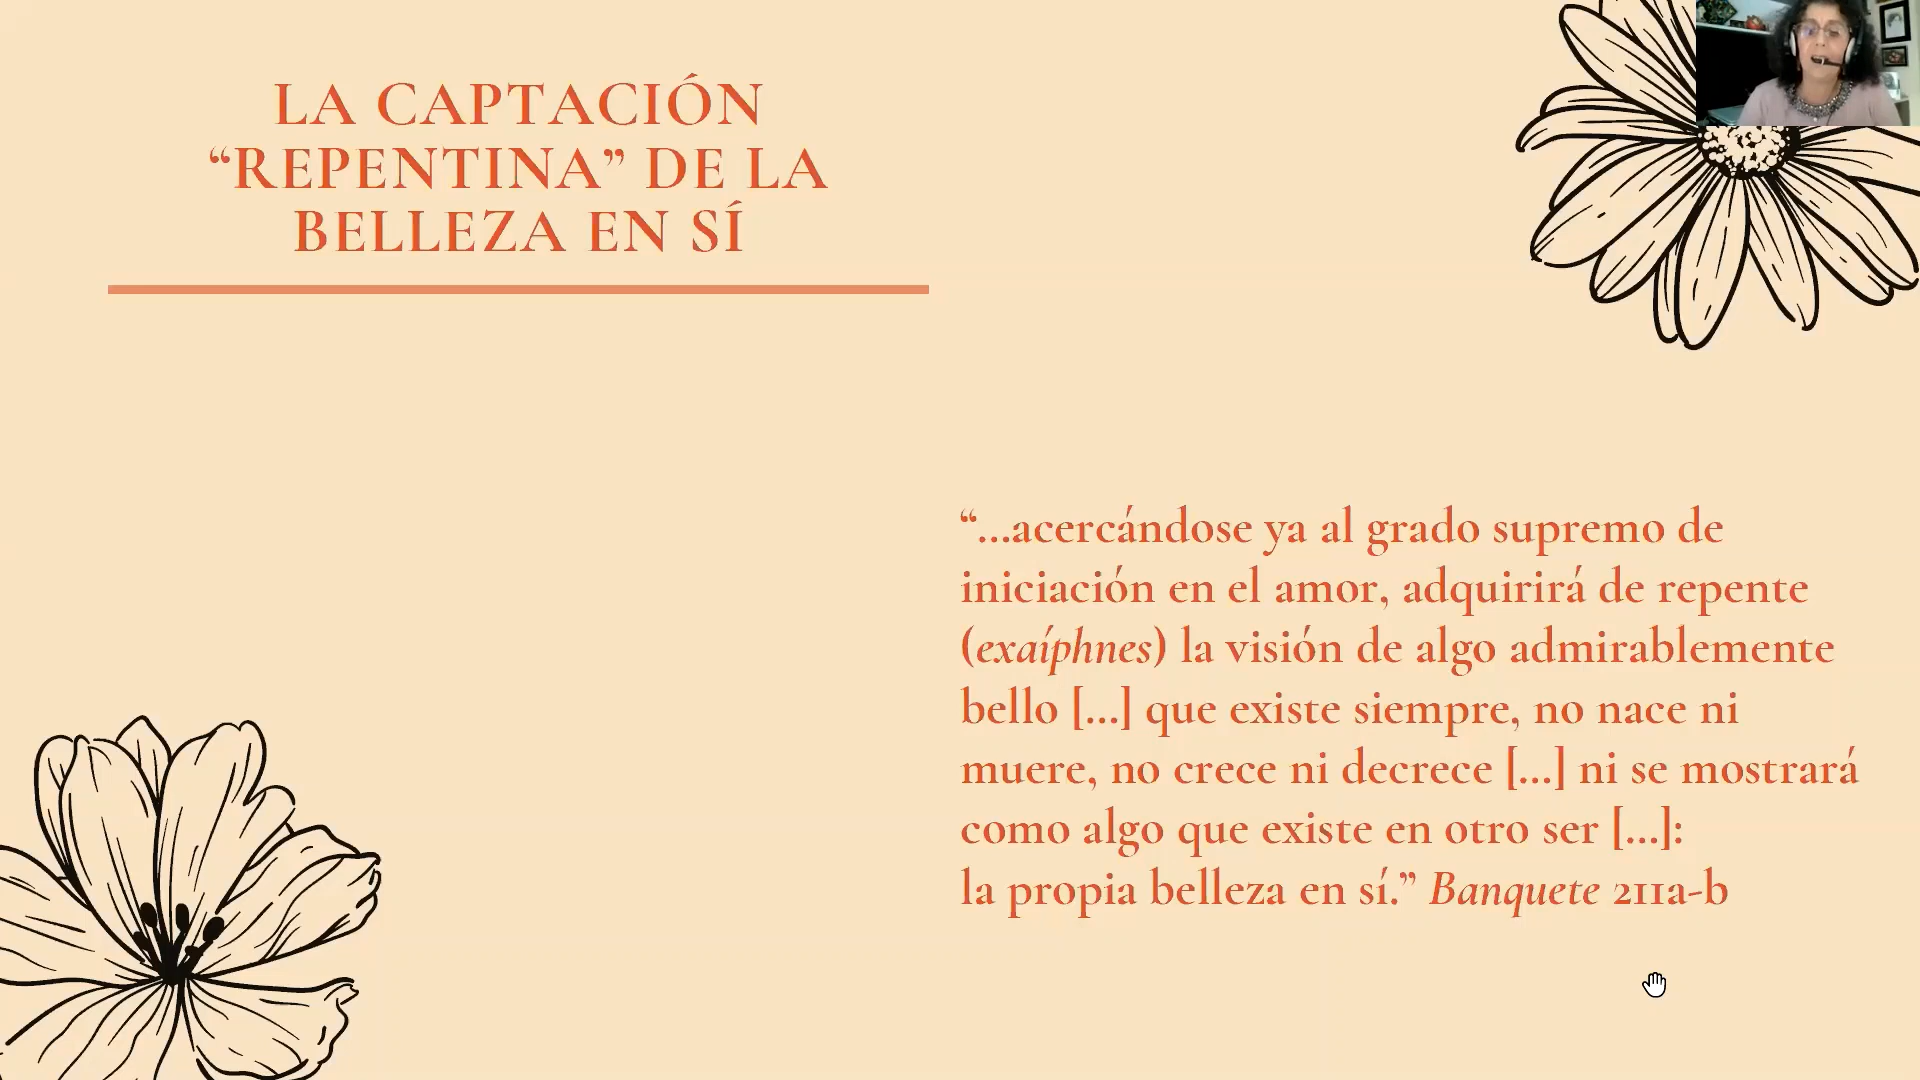 LA CAPTACIÓN
“REPENTINA” DE LA
BELLEZA EN SÍ
“...acercándose ya al grado supremo de
iniciación en el amor, adquirirá de repente
(exaíphnes) la visión de algo admirablemente
bello [...] que existe siempre, no nace ni
muere, no crece ni decrece [...] ni se mostrará
como algo que existe en otro ser [...]:
la propia belleza en sí.” Banquete 211a-b